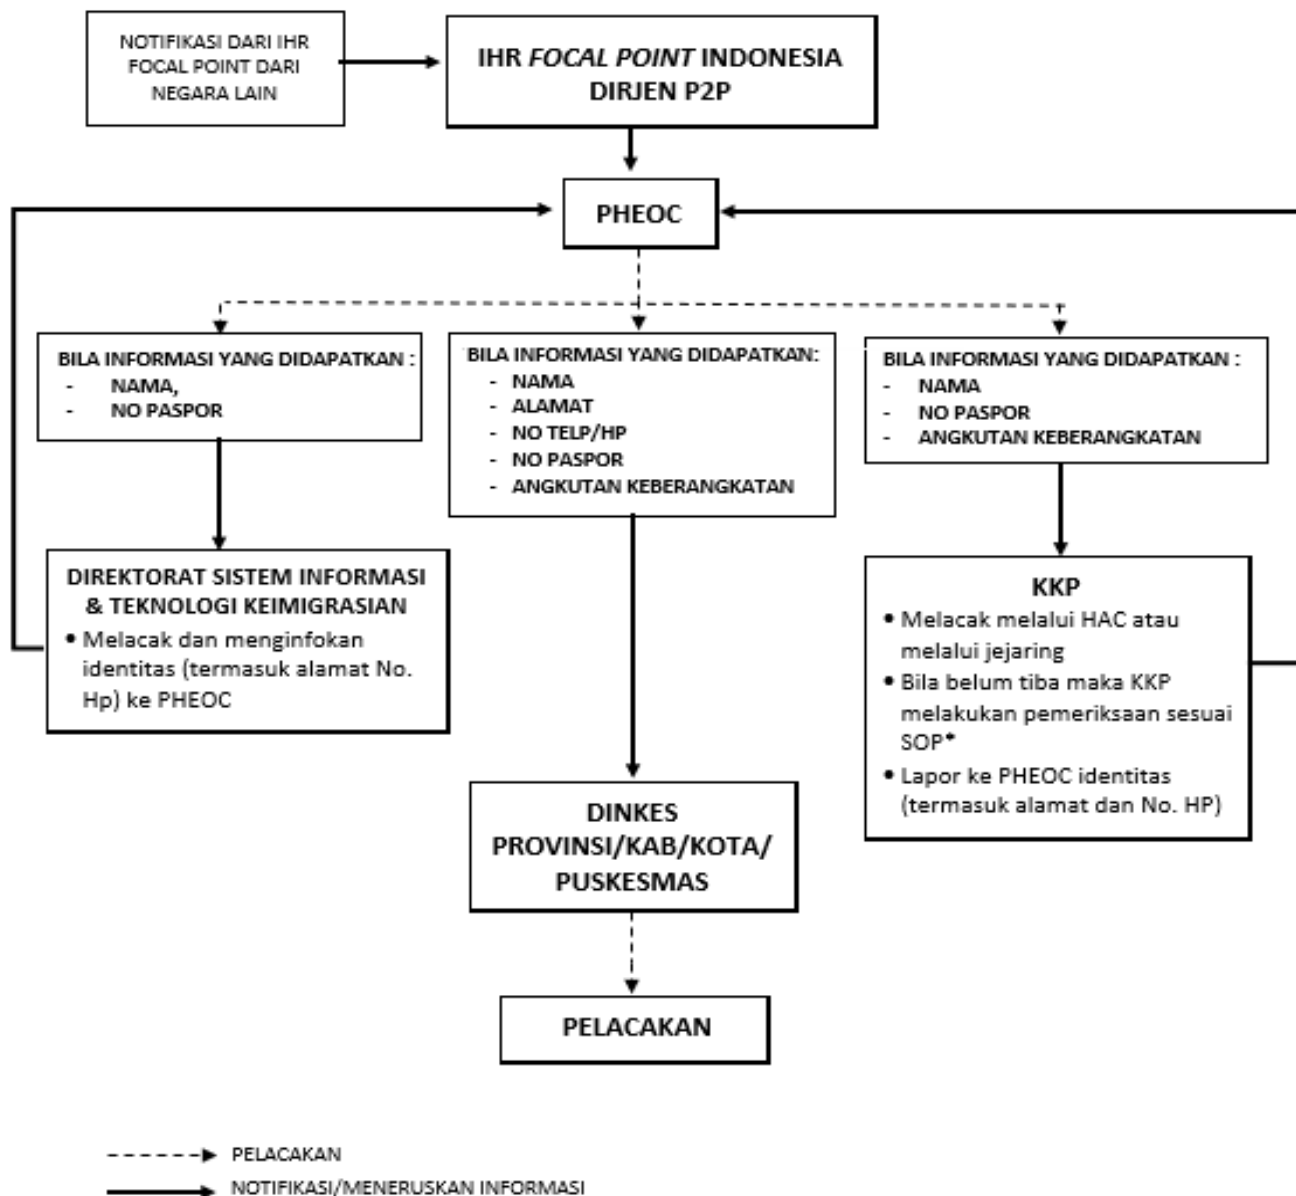 NOTIFIKASI DARI IHR
FOCAL POINT DARI
NEGARA LAIN
IHR FOCAL POINT INDONESIA
DIRJEN P2P
PHEOC
BILA INFORMASI YANG DIDAPATKAN :
- NAMA,
- NO PASPOR
BILA INFORMASI YANG DIDAPATKAN:
- NAMA
- ALAMAT
- NO TELP/HP
- NO PASPOR
- ANGKUTAN KEBERANGKATAN
BILA INFORMASI YANG DIDAPATKAN :
- NAMA
- NO PASPOR
- ANGKUTAN KEBERANGKATAN
DIREKTORAT SISTEM INFORMASI
& TEKNOLOGI KEIMIGRASIAN
• Melacak dan menginfokan
identitas (termasuk alamat No.
Hp) ke PHEOC
KKP
• Melacak melalui HAC atau
melalui jejaring
• Bila belum tiba maka KKP
melakukan pemeriksaan sesuai
SOP*
• Lapor ke PHEOC identitas
(termasuk alamat dan No. HP)
DINKES
PROVINSI/KAB/KOTA/
PUSKESMAS
PELACAKAN
PELACAKAN
NOTIFIKASI/MENERUSKAN INFORMASI